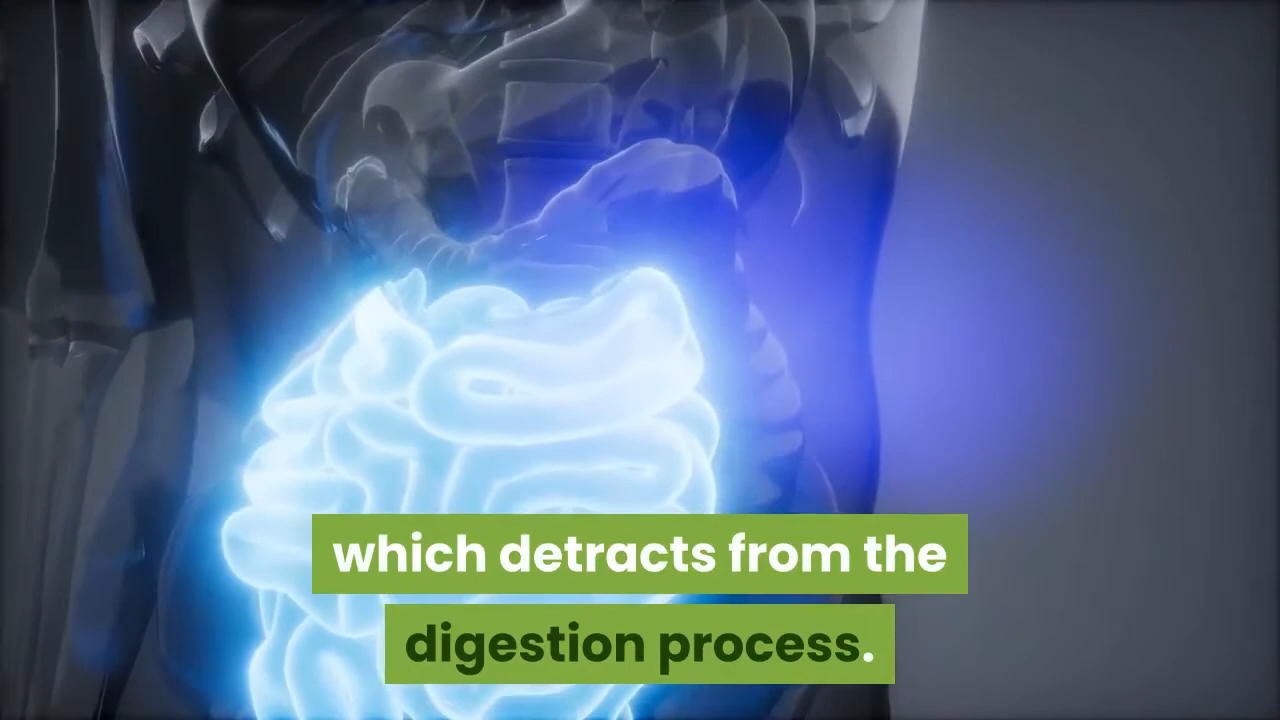 which detracts from the
digestion process.